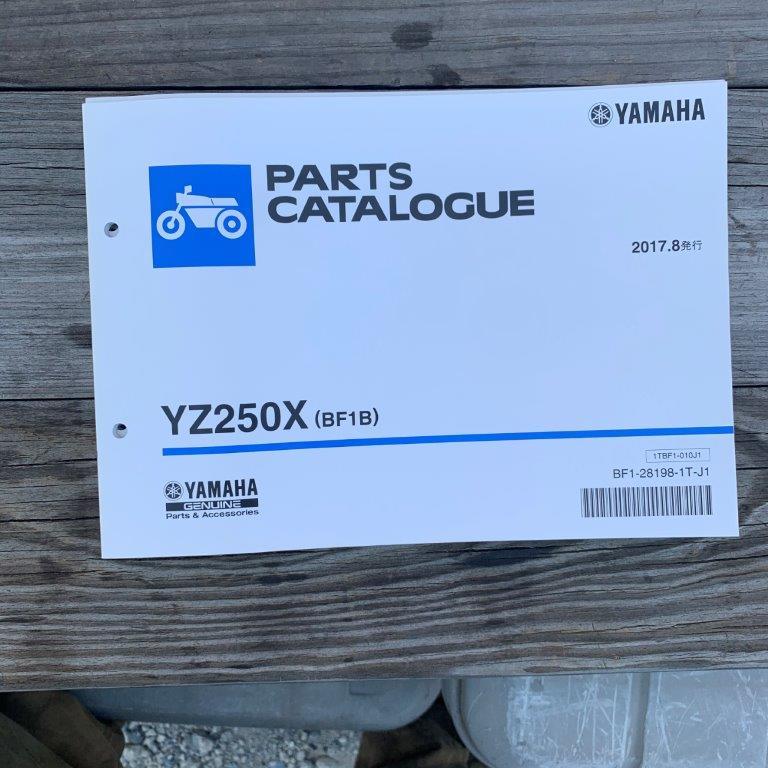 YAMAHA
PARTS
CATALOGUE
2017.8発行
YZ250X (BF1B)
1TBF1-010J1
BF1-28198-1T-J1
YAMAHA
GENUINE
Parts & Accessories